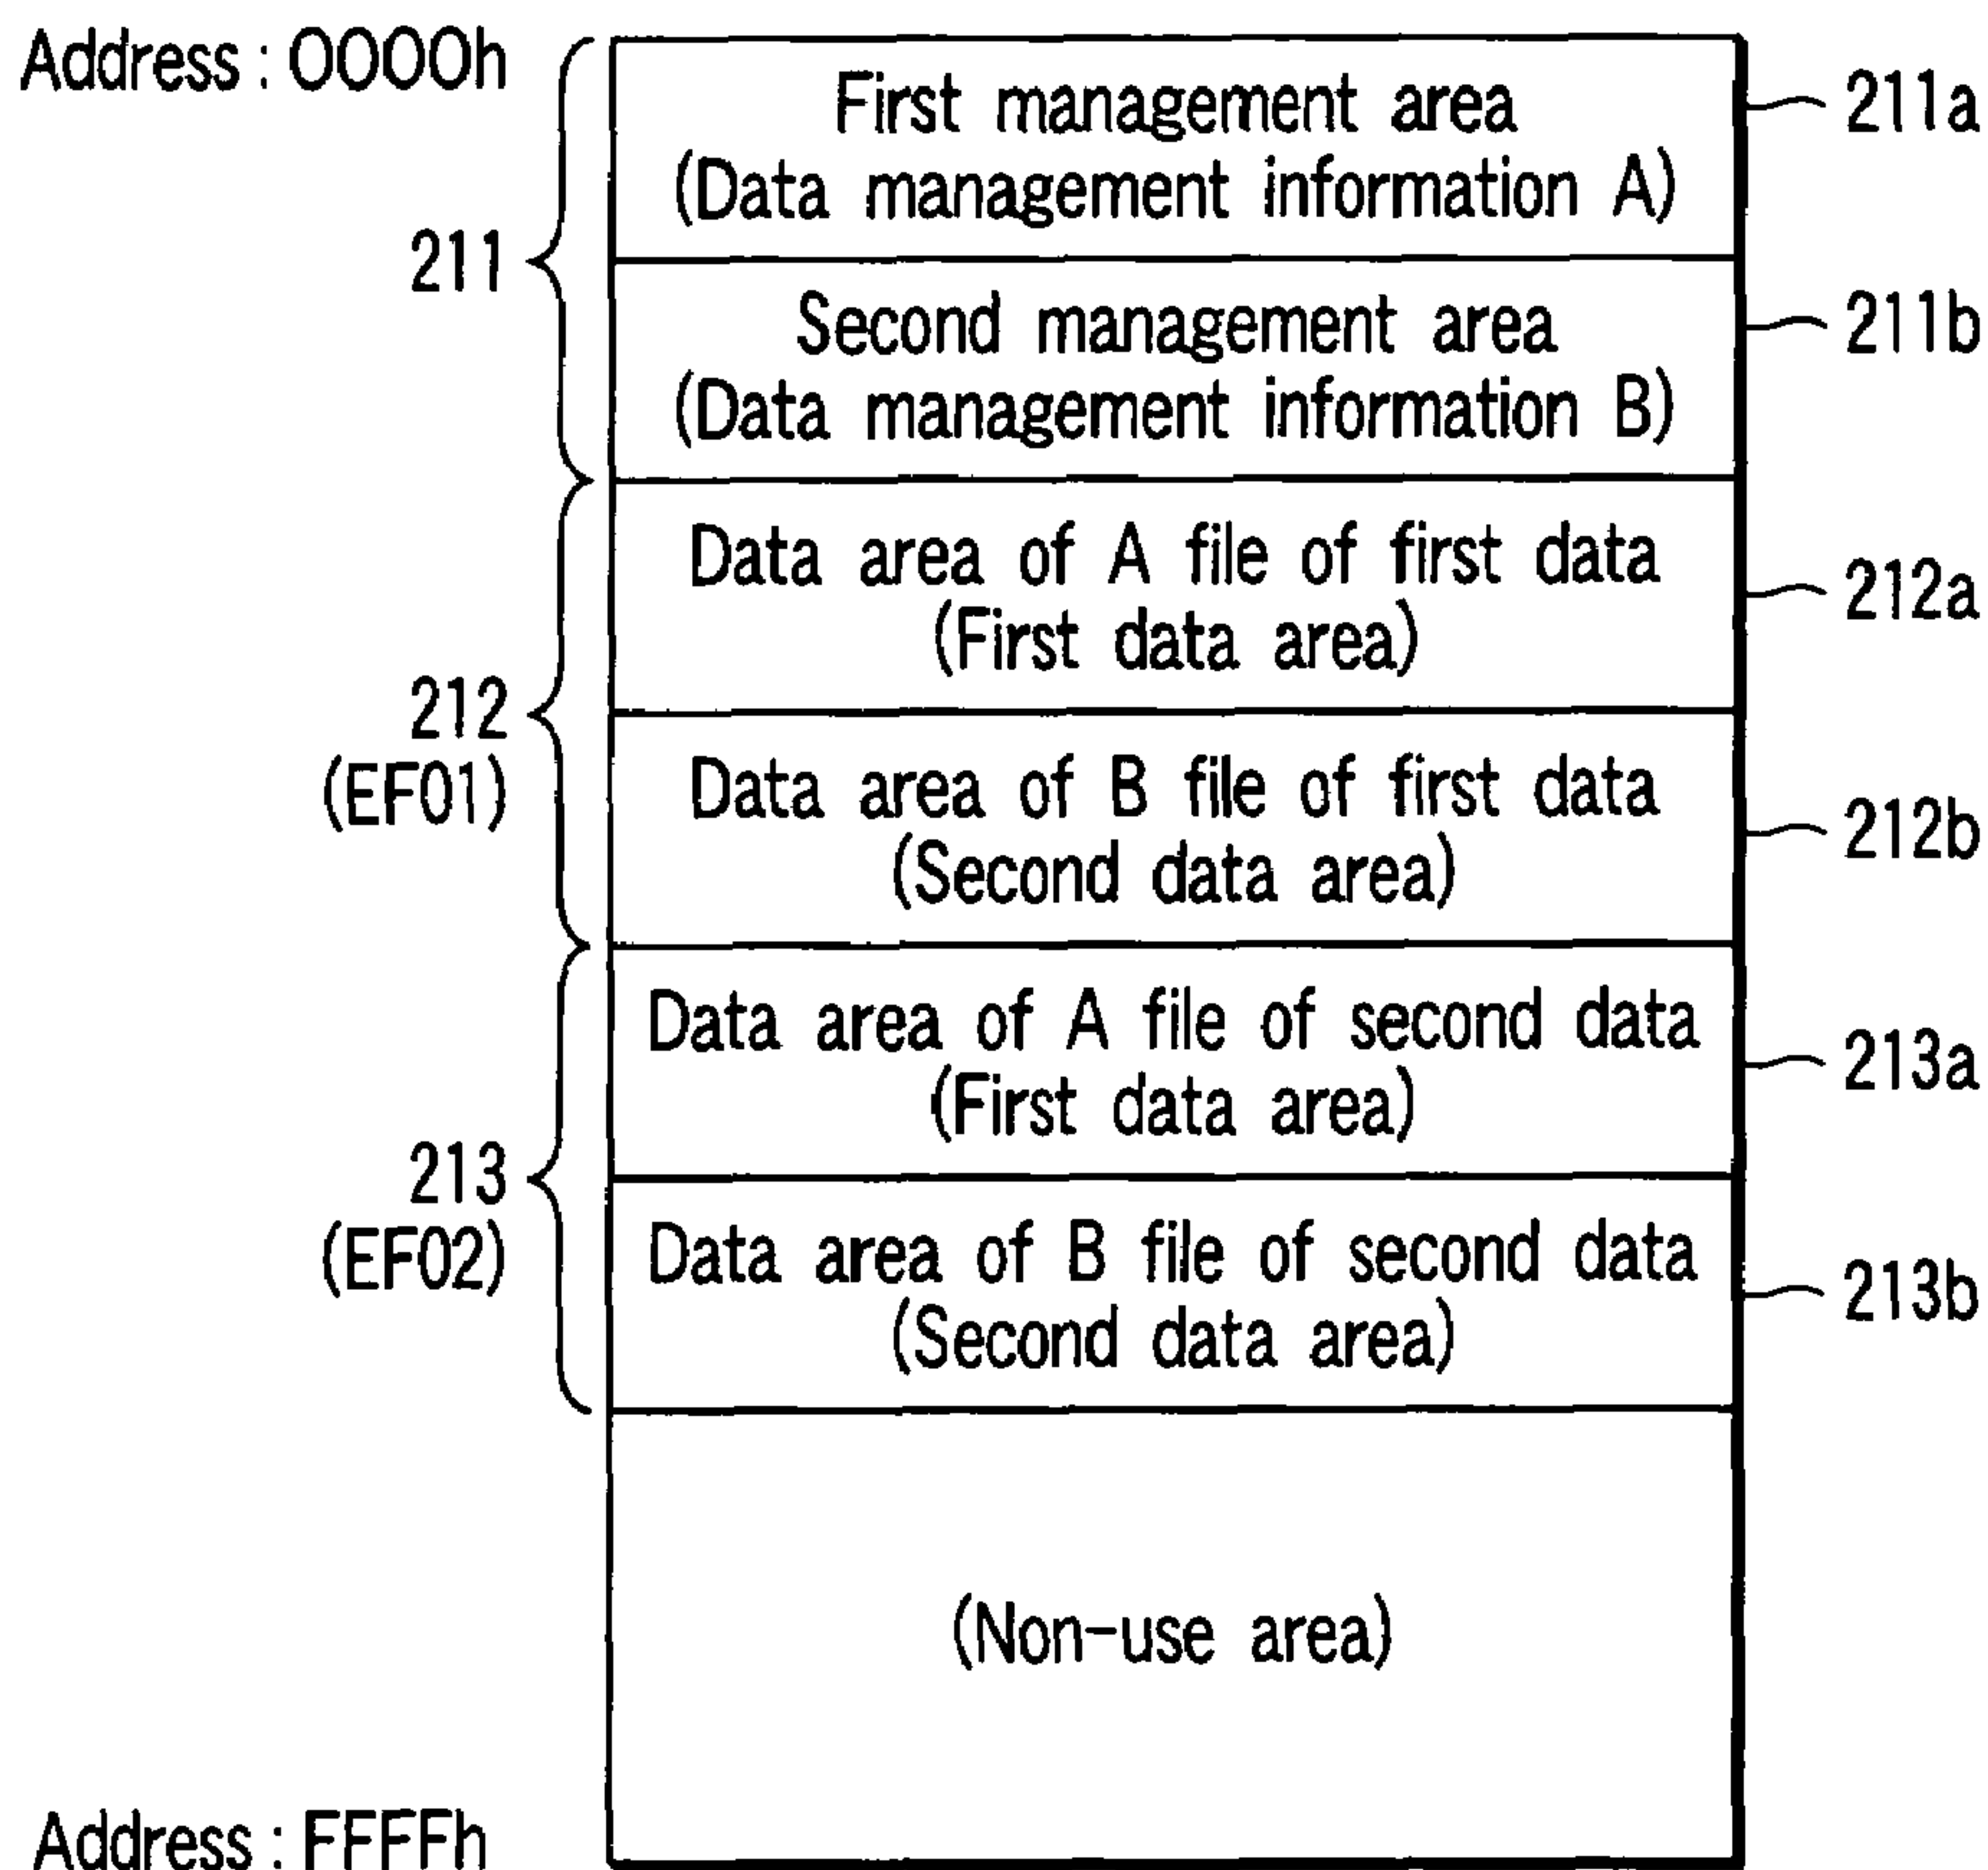 Address : 0000h
First management area
(Data management information A)
211a
211
Second management area
(Data management information B)
211b
Data area of A file of first data
(First data area)
212a
212
(EF01)
Data area of B file of first data
(Second data area)
212b
Data area of A file of second data
(First data area)
213a
213
(EF02)
Data area of B file of second data
(Second data area)
213b
(Non-use area)
Address : FFFFh